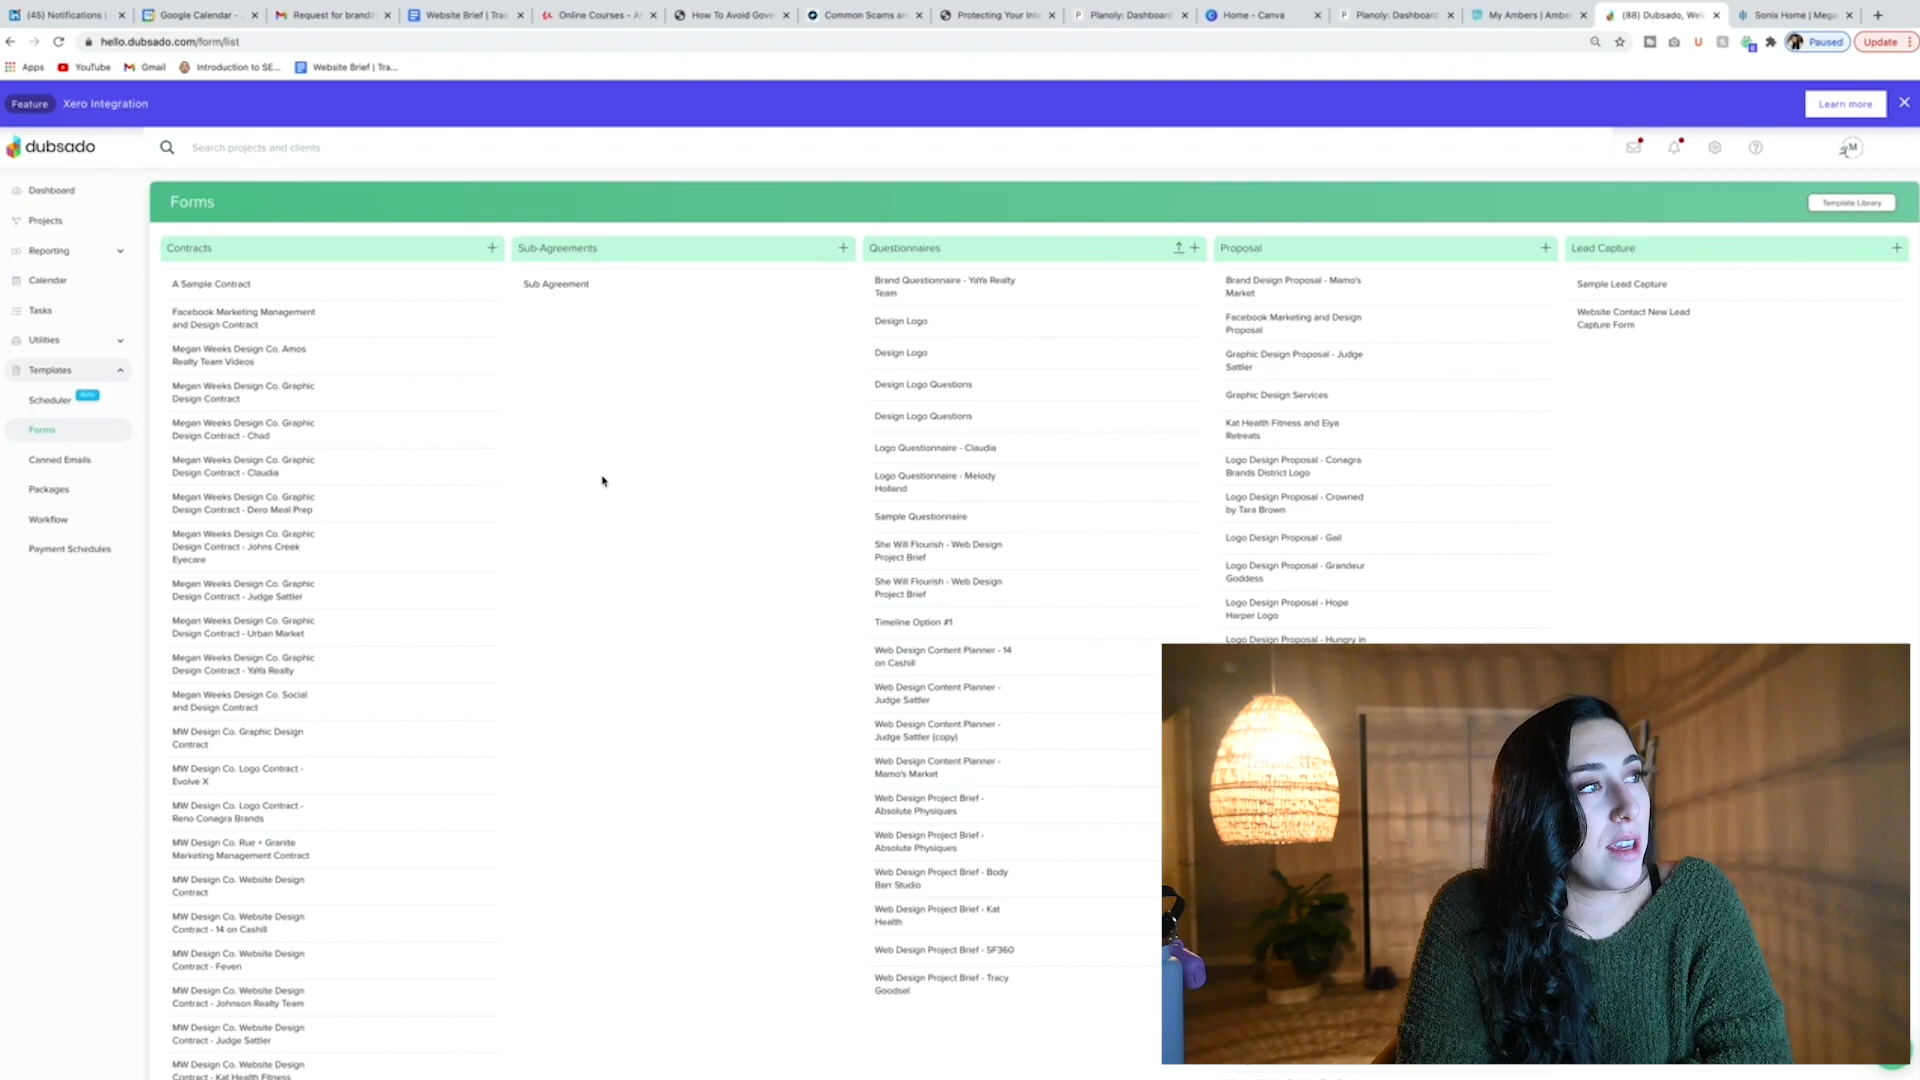 (45) Notifications |
Google Calendar -
Request for brandin
Website Brief | Trac
Online Courses - A
How To Avoid Gove
Common Scams an
Protecting Your Int
Planoly: Dashboard
Home - Canva
Planoly: Dashboard
My Ambers | Ambe
(88) Dubsado, Wel
Sonix Home | Mega
hello.dubsado.com/form/list
Paused
Update
Apps
YouTube
Gmail
Introduction to SE...
Website Brief | Tra...
Feature
Xero Integration
Learn more
dubsado
Search projects and clients
M
Dashboard
Projects
Reporting
Calendar
Tasks
Utilities
Templates
Scheduler
Beta
Forms
Canned Emails
Packages
Workflow
Payment Schedules
Forms
Template Library
Contracts
A Sample Contract
Facebook Marketing Management
and Design Contract
Megan Weeks Design Co. Amos
Realty Team Videos
Megan Weeks Design Co. Graphic
Design Contract
Megan Weeks Design Co. Graphic
Design Contract - Chad
Megan Weeks Design Co. Graphic
Design Contract - Claudia
Megan Weeks Design Co. Graphic
Design Contract - Dero Meal Prep
Megan Weeks Design Co. Graphic
Design Contract - Johns Creek
Eyecare
Megan Weeks Design Co. Graphic
Design Contract - Judge Sattler
Megan Weeks Design Co. Graphic
Design Contract - Urban Market
Megan Weeks Design Co. Graphic
Design Contract - YaYa Realty
Megan Weeks Design Co. Social
and Design Contract
MW Design Co. Graphic Design
Contract
MW Design Co. Logo Contract -
Evolve X
MW Design Co. Logo Contract -
Reno Conagra Brands
MW Design Co. Rue + Granite
Marketing Management Contract
MW Design Co. Website Design
Contract
MW Design Co. Website Design
Contract - 14 on Cashill
MW Design Co. Website Design
Contract - Feven
MW Design Co. Website Design
Contract - Johnson Realty Team
MW Design Co. Website Design
Contract - Judge Sattler
MW Design Co. Website Design
Contract - Kat Health Fitness
Sub-Agreements
Sub Agreement
Questionnaires
Brand Questionnaire - YaYa Realty
Team
Design Logo
Design Logo
Design Logo Questions
Design Logo Questions
Logo Questionnaire - Claudia
Logo Questionnaire - Melody
Holland
Sample Questionnaire
She Will Flourish - Web Design
Project Brief
She Will Flourish - Web Design
Project Brief
Timeline Option #1
Web Design Content Planner - 14
on Cashill
Web Design Content Planner -
Judge Sattler
Web Design Content Planner -
Judge Sattler (copy)
Web Design Content Planner -
Mamo's Market
Web Design Project Brief -
Absolute Physiques
Web Design Project Brief -
Absolute Physiques
Web Design Project Brief - Body
Barr Studio
Web Design Project Brief - Kat
Health
Web Design Project Brief - SF360
Web Design Project Brief - Tracy
Goodsel
Proposal
Brand Design Proposal - Mamo's
Market
Facebook Marketing and Design
Proposal
Graphic Design Proposal - Judge
Sattler
Graphic Design Services
Kat Health Fitness and Eiya
Retreats
Logo Design Proposal - Conagra
Brands District Logo
Logo Design Proposal - Crowned
by Tara Brown
Logo Design Proposal - Gail
Logo Design Proposal - Grandeur
Goddess
Logo Design Proposal - Hope
Harper Logo
Logo Design Proposal - Hungry in
Lead Capture
Sample Lead Capture
Website Contact New Lead
Capture Form